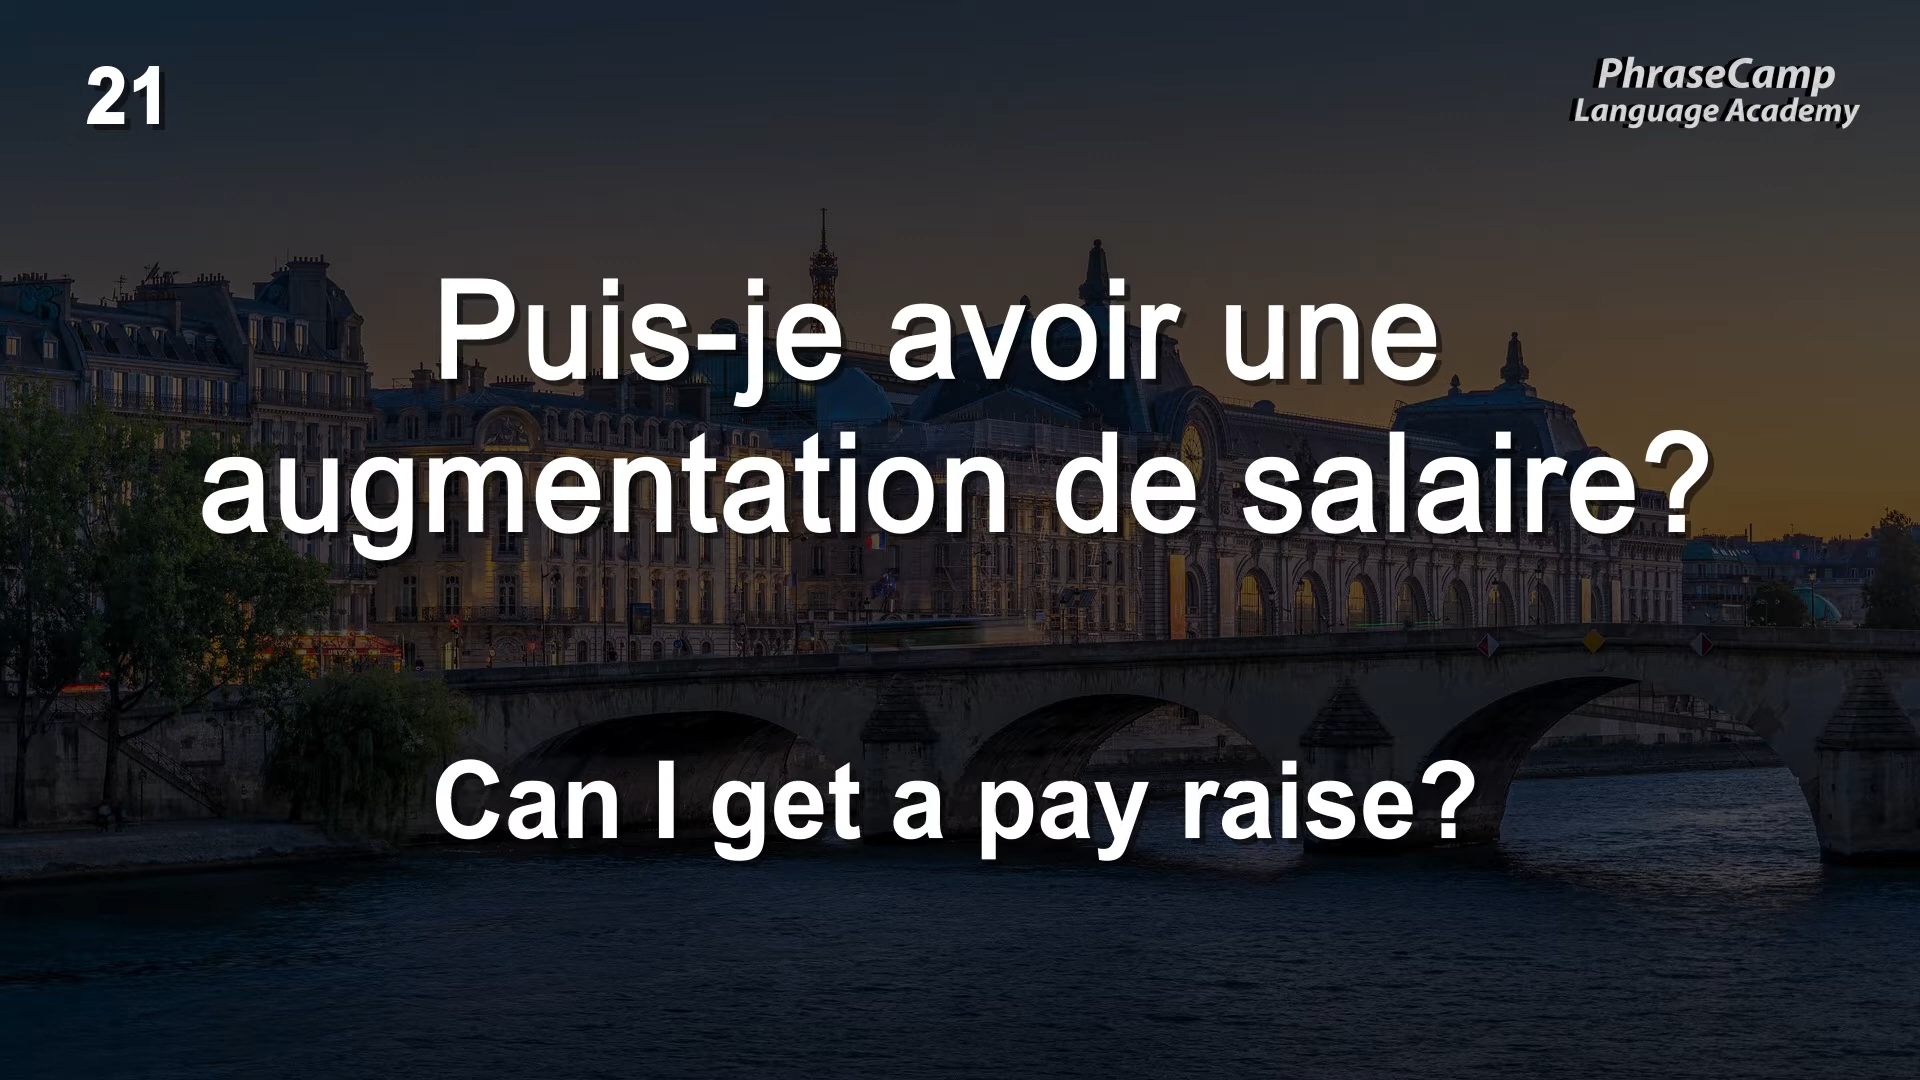 21
PhraseCamp
Language Academy
Puis-je avoir une
augmentation de salaire?
Can I get a pay raise?